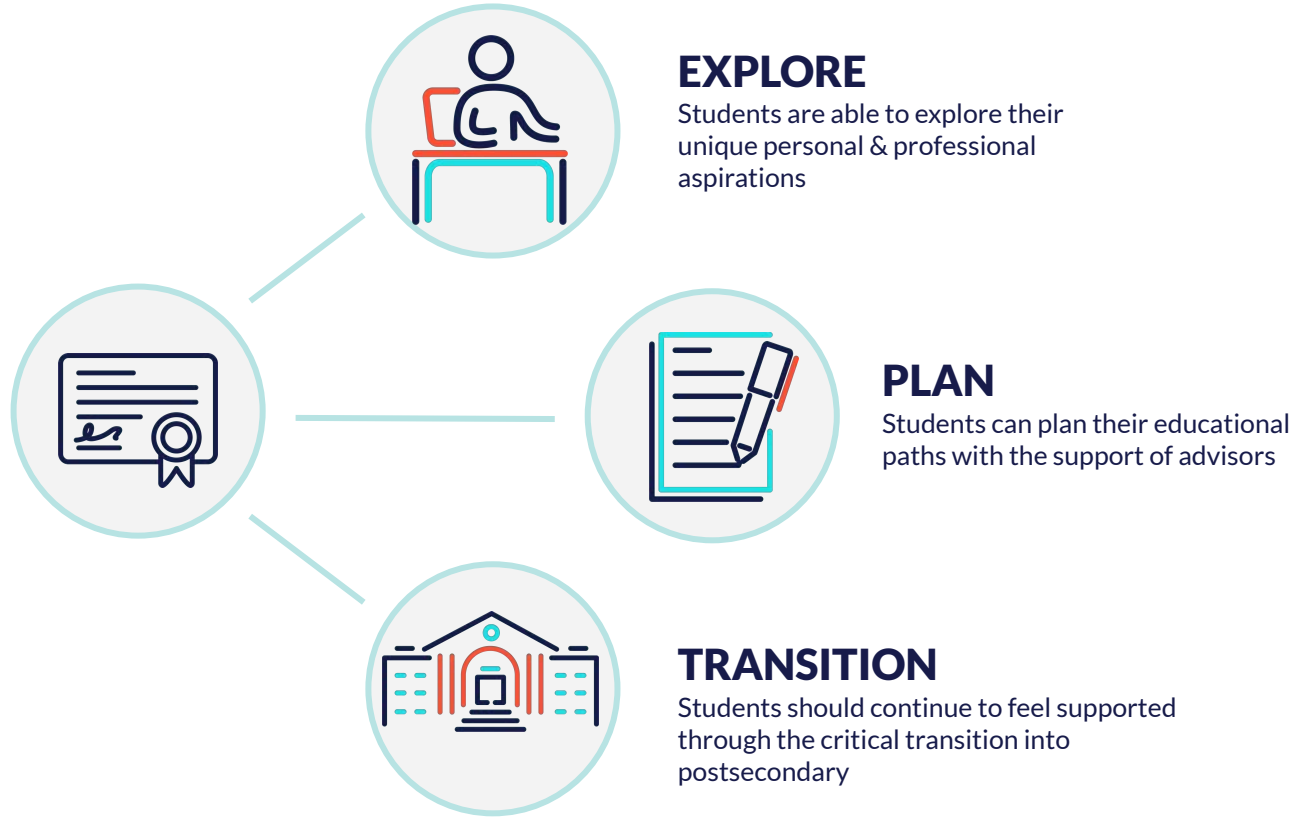 EXPLORE
Students are able to explore their
unique personal & professional
aspirations
PLAN
Students can plan their educational
paths with the support of advisors
TRANSITION
Students should continue to feel supported
through the critical transition into
postsecondary